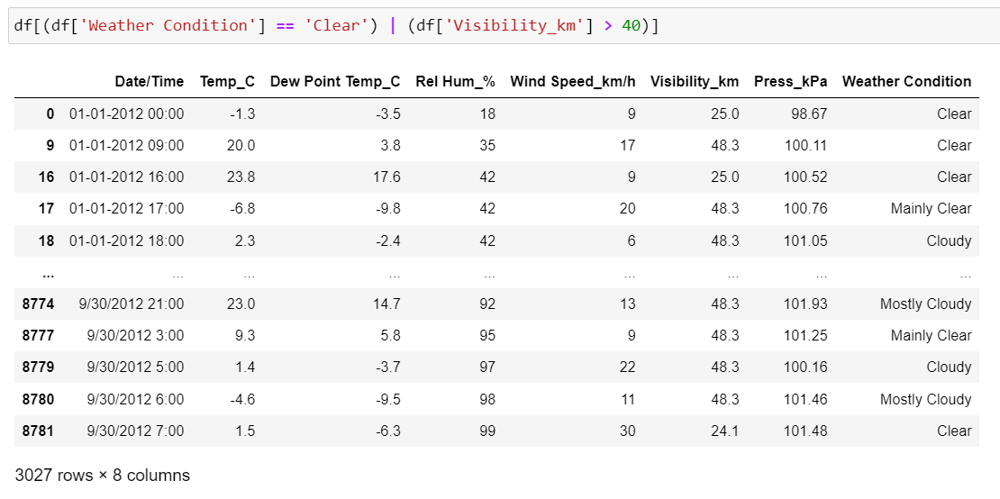 df[(df['Weather Condition'] == 'Clear') | (df['Visibility_km'] > 40)]
Date/Time Temp_C Dew Point Temp_C Rel Hum_% Wind Speed_km/h Visibility_km Press_kPa Weather Condition
0 01-01-2012 00:00 -1.3 -3.5 18 9 25.0 98.67 Clear
9 01-01-2012 09:00 20.0 3.8 35 17 48.3 100.11 Clear
16 01-01-2012 16:00 23.8 17.6 42 9 25.0 100.52 Clear
17 01-01-2012 17:00 -6.8 -9.8 42 20 48.3 100.76 Mainly Clear
18 01-01-2012 18:00 2.3 -2.4 42 6 48.3 101.05 Cloudy
... ... ... ... ... ... ... ... ...
8774 9/30/2012 21:00 23.0 14.7 92 13 48.3 101.93 Mostly Cloudy
8777 9/30/2012 3:00 9.3 5.8 95 9 48.3 101.25 Mainly Clear
8779 9/30/2012 5:00 1.4 -3.7 97 22 48.3 100.16 Cloudy
8780 9/30/2012 6:00 -4.6 -9.5 98 11 48.3 101.46 Mostly Cloudy
8781 9/30/2012 7:00 1.5 -6.3 99 30 24.1 101.48 Clear
3027 rows × 8 columns